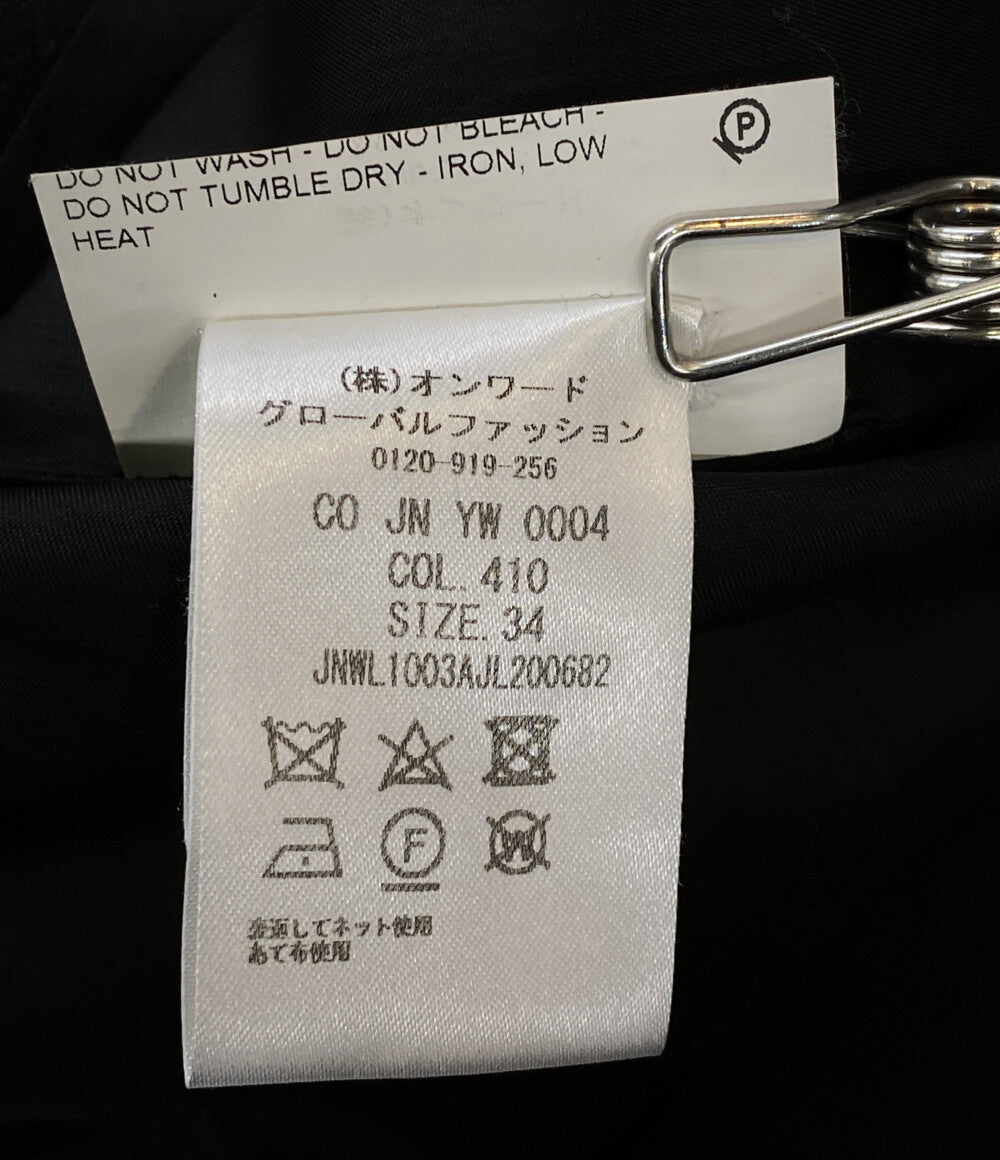 DO NOT WASH - DO NOT BLEACH -
DO NOT TUMBLE DRY - IRON, LOW
HEAT
P
(株)オンワード
グローバルファッション
0120-919-256
CO JN YW 0004
COL. 410
SIZE. 34
JNWL1003AJL200682
F
W
裏返してネット使用
あて布使用